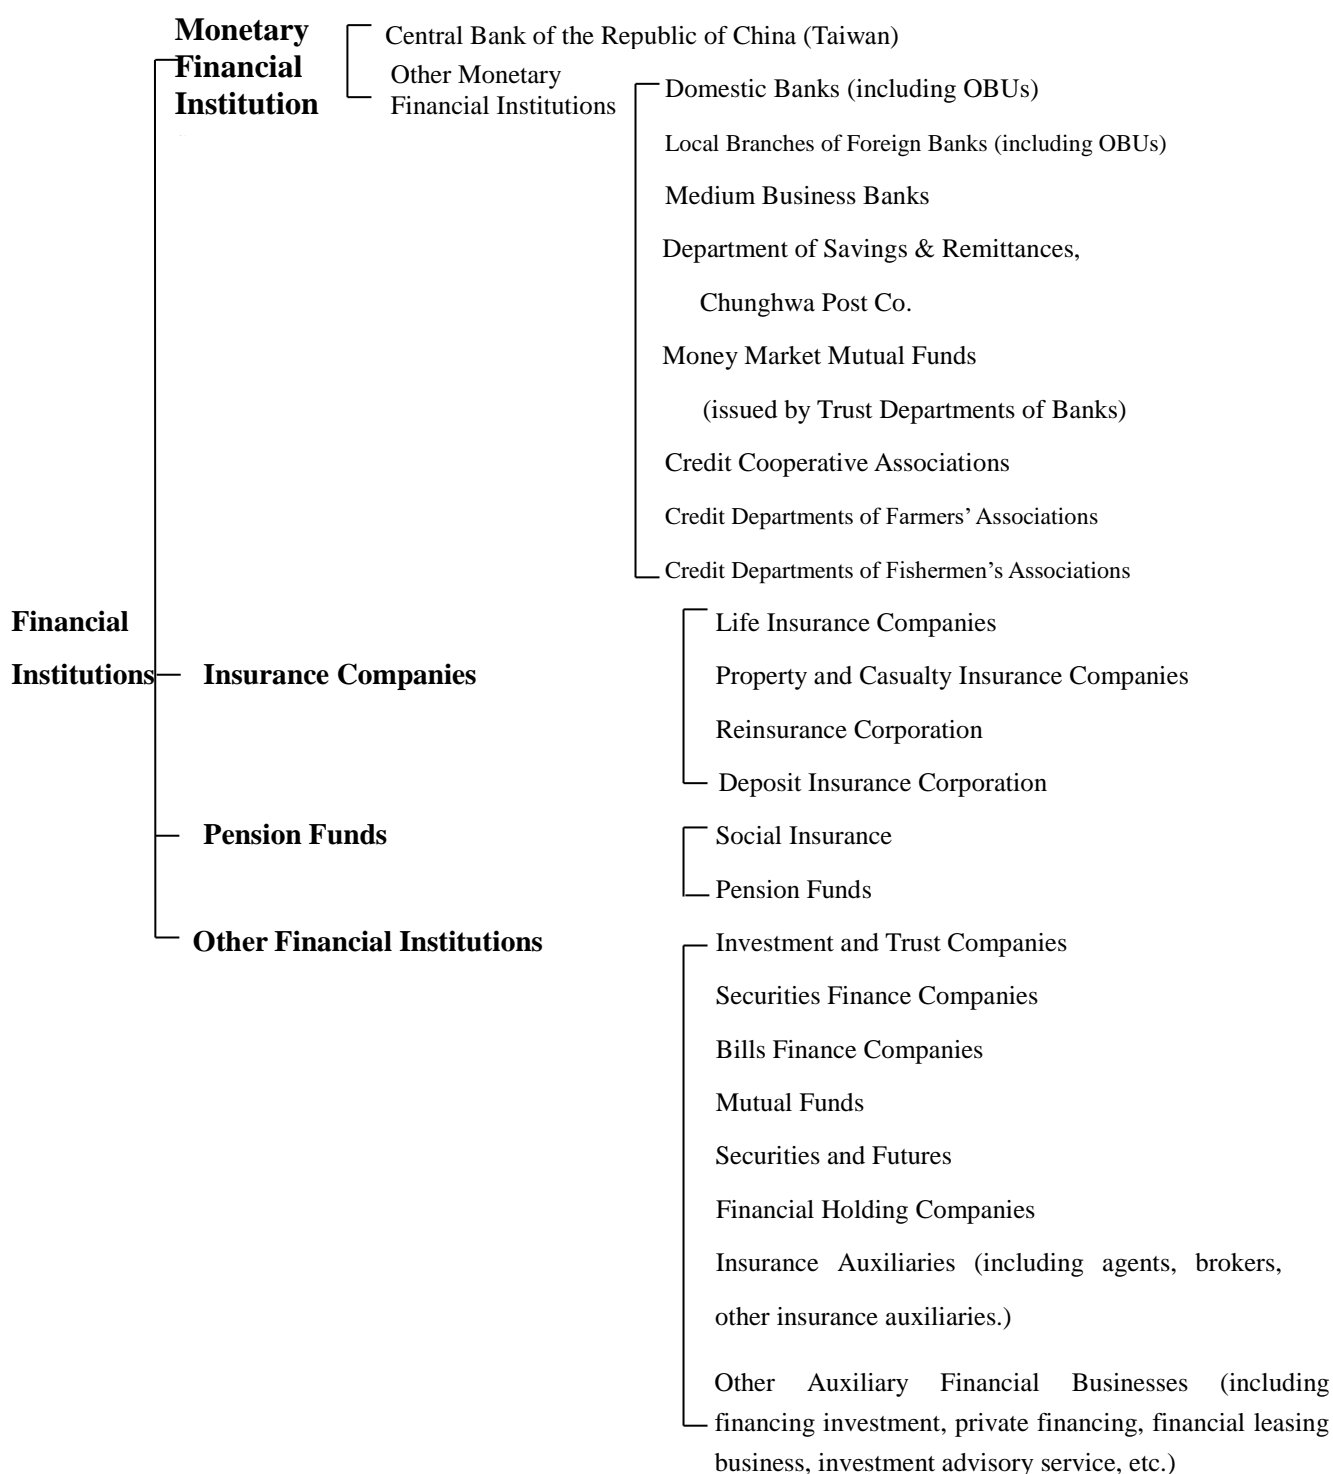 Monetary
Financial
Institution
Central Bank of the Republic of China (Taiwan)
Other Monetary
Financial Institutions
Domestic Banks (including OBUs)
Local Branches of Foreign Banks (including OBUs)
Medium Business Banks
Department of Savings & Remittances,
Chunghwa Post Co.
Money Market Mutual Funds
(issued by Trust Departments of Banks)
Credit Cooperative Associations
Credit Departments of Farmers’ Associations
Credit Departments of Fishermen’s Associations
Financial
Institutions
Insurance Companies
Life Insurance Companies
Property and Casualty Insurance Companies
Reinsurance Corporation
Deposit Insurance Corporation
Pension Funds
Social Insurance
Pension Funds
Other Financial Institutions
Investment and Trust Companies
Securities Finance Companies
Bills Finance Companies
Mutual Funds
Securities and Futures
Financial Holding Companies
Insurance Auxiliaries (including agents, brokers,
other insurance auxiliaries.)
Other Auxiliary Financial Businesses (including
financing investment, private financing, financial leasing
business, investment advisory service, etc.)